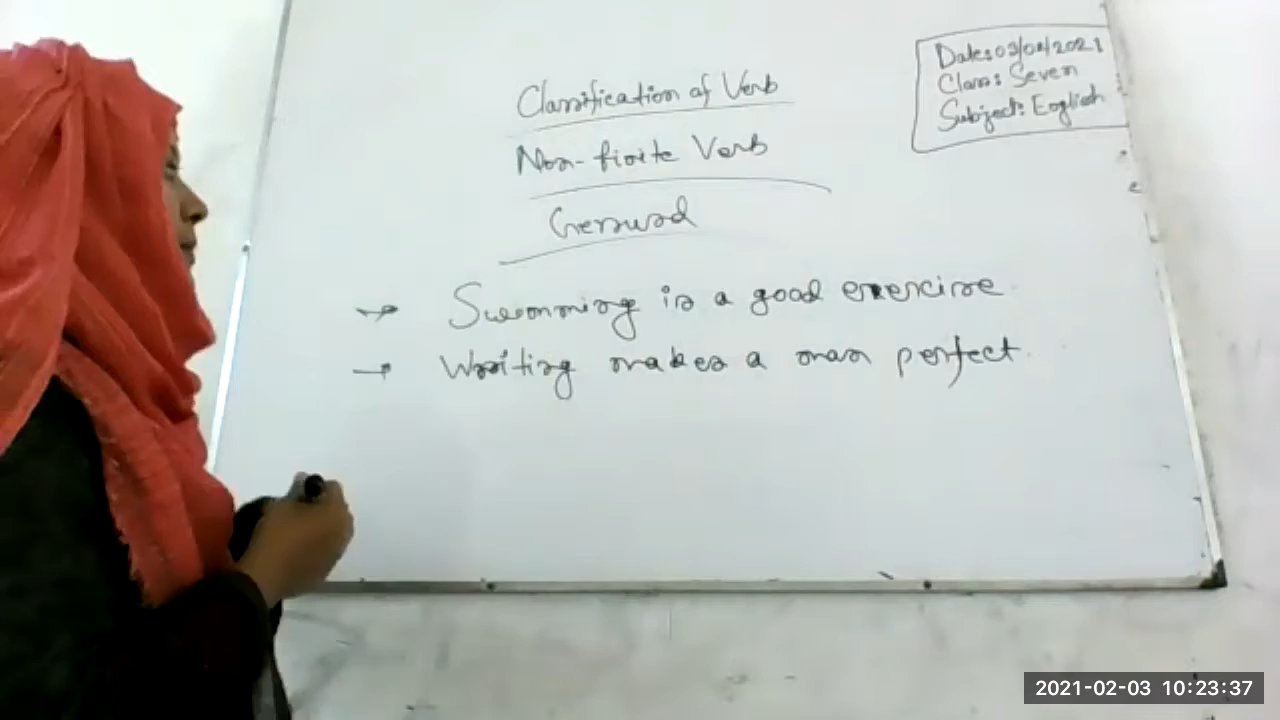 Classification of Verb
Non-finite Verb
Gerund
Date: 03/02/2021
Class: Seven
Subject: English
→ Swimming is a good exercise.
→ Writing makes a man perfect.
2021-02-03 10:23:37